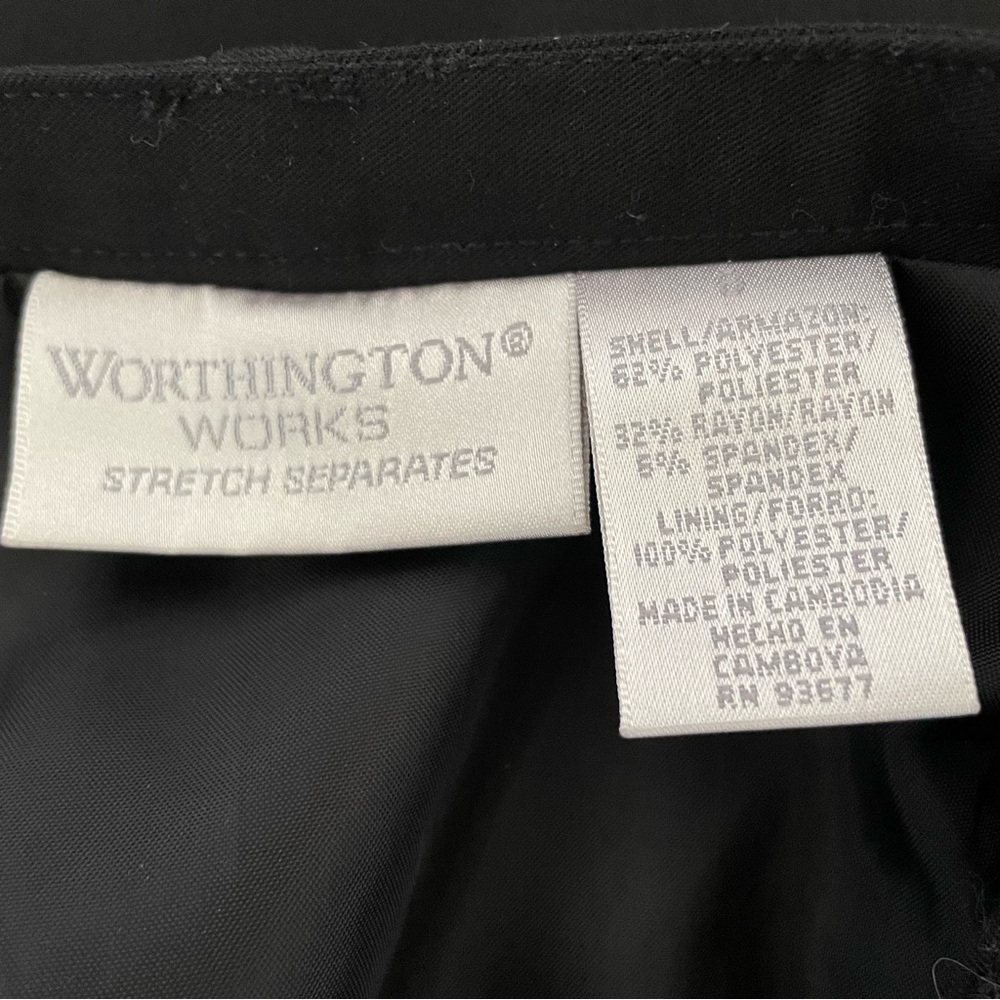 WORTHINGTON®
WORKS
STRETCH SEPARATES
SHELL/ARMAZON:
62% POLYESTER/
POLIESTER
32% RAYON/RAYON
6% SPANDEX/
SPANDEX
LINING/FORRO:
100% POLYESTER/
POLIESTER
MADE IN CAMBODIA
HECHO EN
CAMBOYA
RN 93677